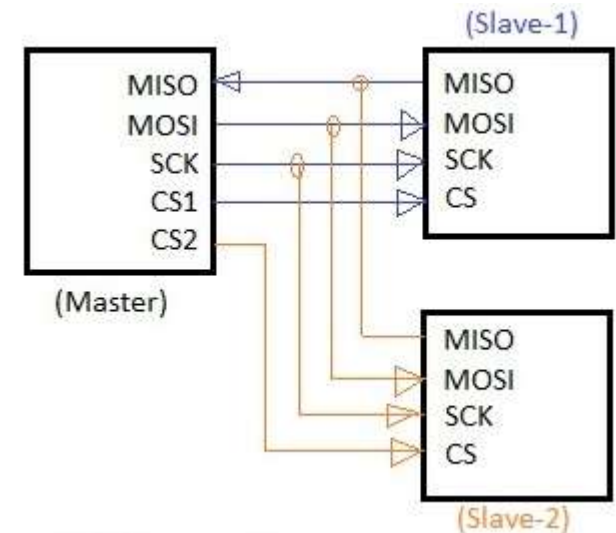 (Slave-1)
MISO
MOSI
SCK
CS1
CS2
(Master)
MISO
MOSI
SCK
CS
MISO
MOSI
SCK
CS
(Slave-2)